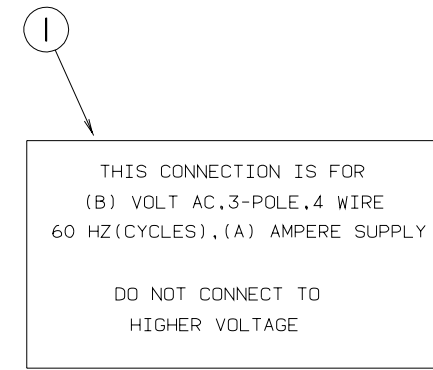 1
THIS CONNECTION IS FOR
(B) VOLT AC,3-POLE,4 WIRE
60 HZ(CYCLES),(A) AMPERE SUPPLY
DO NOT CONNECT TO
HIGHER VOLTAGE